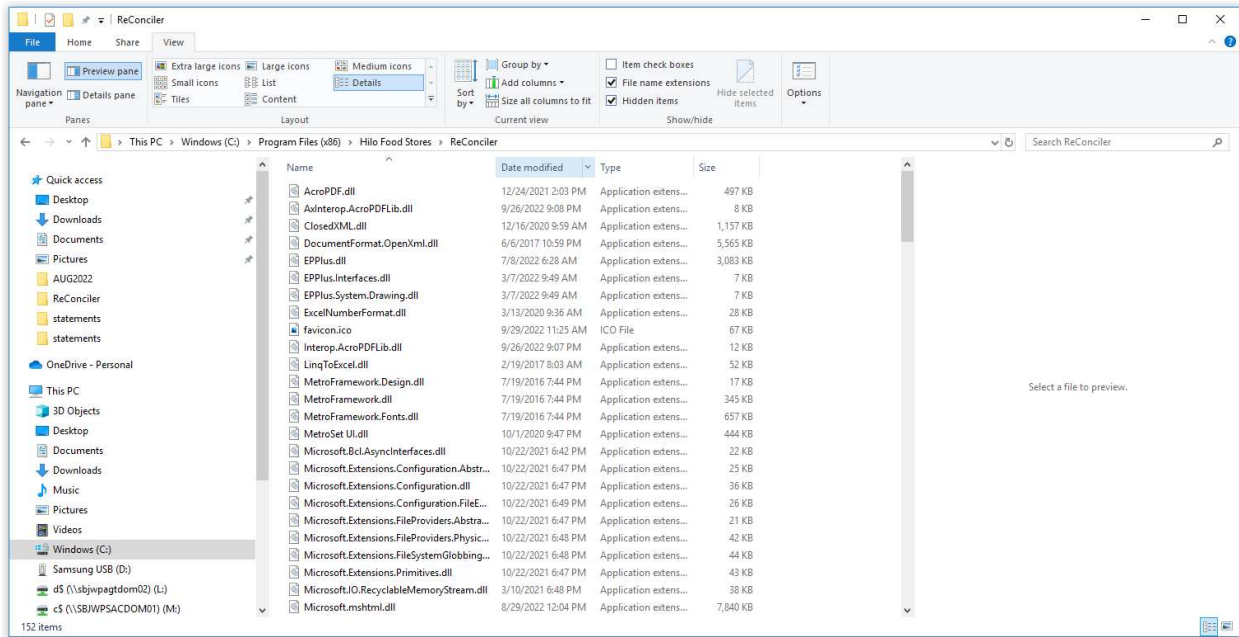 ReConciler
File Home Share View
Navigation pane
Preview pane
Details pane
Panes
Extra large icons Large icons Medium icons
Small icons List Details
Tiles Content
Layout
Sort by
Group by
Add columns
Size all columns to fit
Current view
Item check boxes
File name extensions
Hidden items
Hide selected items
Show/hide
Options
This PC > Windows (C:) > Program Files (x86) > Hilo Food Stores > ReConciler
Search ReConciler
Quick access
Desktop
Downloads
Documents
Pictures
AUG2022
ReConciler
statements
statements
OneDrive - Personal
This PC
3D Objects
Desktop
Documents
Downloads
Music
Pictures
Videos
Windows (C:)
Samsung USB (D:)
d$ (\\sbjwpagtdom02) (L:)
c$ (\\SBJWPSACDOM01) (M:)
Name Date modified Type Size
AcroPDF.dll 12/24/2021 2:03 PM Application extens... 497 KB
AxInterop.AcroPDFLib.dll 9/26/2022 9:08 PM Application extens... 8 KB
ClosedXML.dll 12/16/2020 9:59 AM Application extens... 1,157 KB
DocumentFormat.OpenXml.dll 6/6/2017 10:59 PM Application extens... 5,565 KB
EPPlus.dll 7/8/2022 6:28 AM Application extens... 3,083 KB
EPPlus.Interfaces.dll 3/7/2022 9:49 AM Application extens... 7 KB
EPPlus.System.Drawing.dll 3/7/2022 9:49 AM Application extens... 7 KB
ExcelNumberFormat.dll 3/13/2020 9:36 AM Application extens... 28 KB
favicon.ico 9/29/2022 11:25 AM ICO File 67 KB
Interop.AcroPDFLib.dll 9/26/2022 9:07 PM Application extens... 12 KB
LinqToExcel.dll 2/19/2017 8:03 AM Application extens... 52 KB
MetroFramework.Design.dll 7/19/2016 7:44 PM Application extens... 17 KB
MetroFramework.dll 7/19/2016 7:44 PM Application extens... 345 KB
MetroFramework.Fonts.dll 7/19/2016 7:44 PM Application extens... 657 KB
MetroSet UI.dll 10/1/2020 9:47 PM Application extens... 444 KB
Microsoft.Bcl.AsyncInterfaces.dll 10/22/2021 6:42 PM Application extens... 22 KB
Microsoft.Extensions.Configuration.Abstr... 10/22/2021 6:47 PM Application extens... 25 KB
Microsoft.Extensions.Configuration.dll 10/22/2021 6:47 PM Application extens... 36 KB
Microsoft.Extensions.Configuration.FileE... 10/22/2021 6:49 PM Application extens... 26 KB
Microsoft.Extensions.FileProviders.Abstra... 10/22/2021 6:47 PM Application extens... 21 KB
Microsoft.Extensions.FileProviders.Physic... 10/22/2021 6:48 PM Application extens... 42 KB
Microsoft.Extensions.FileSystemGlobbing... 10/22/2021 6:48 PM Application extens... 44 KB
Microsoft.Extensions.Primitives.dll 10/22/2021 6:47 PM Application extens... 43 KB
Microsoft.IO.RecyclableMemoryStream.dll 3/10/2021 6:48 PM Application extens... 38 KB
Microsoft.mshtml.dll 8/29/2022 12:04 PM Application extens... 7,840 KB
Select a file to preview.
152 items